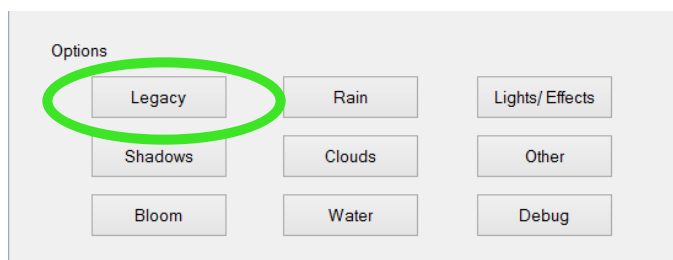 Options
Legacy Rain Lights/ Effects
Shadows Clouds Other
Bloom Water Debug